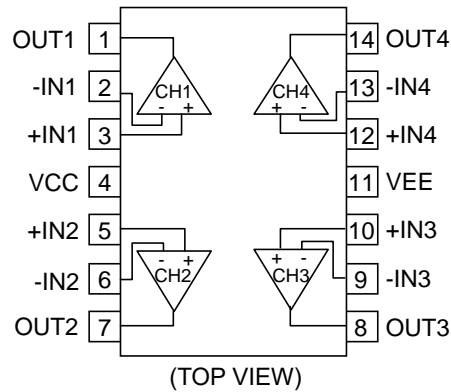 OUT1 1 14 OUT4
-IN1 2 CH1 - + CH4 + - 13 -IN4
+IN1 3 12 +IN4
VCC 4 11 VEE
+IN2 5 10 +IN3
-IN2 6 - + CH2 + - CH3 9 -IN3
OUT2 7 8 OUT3
(TOP VIEW)